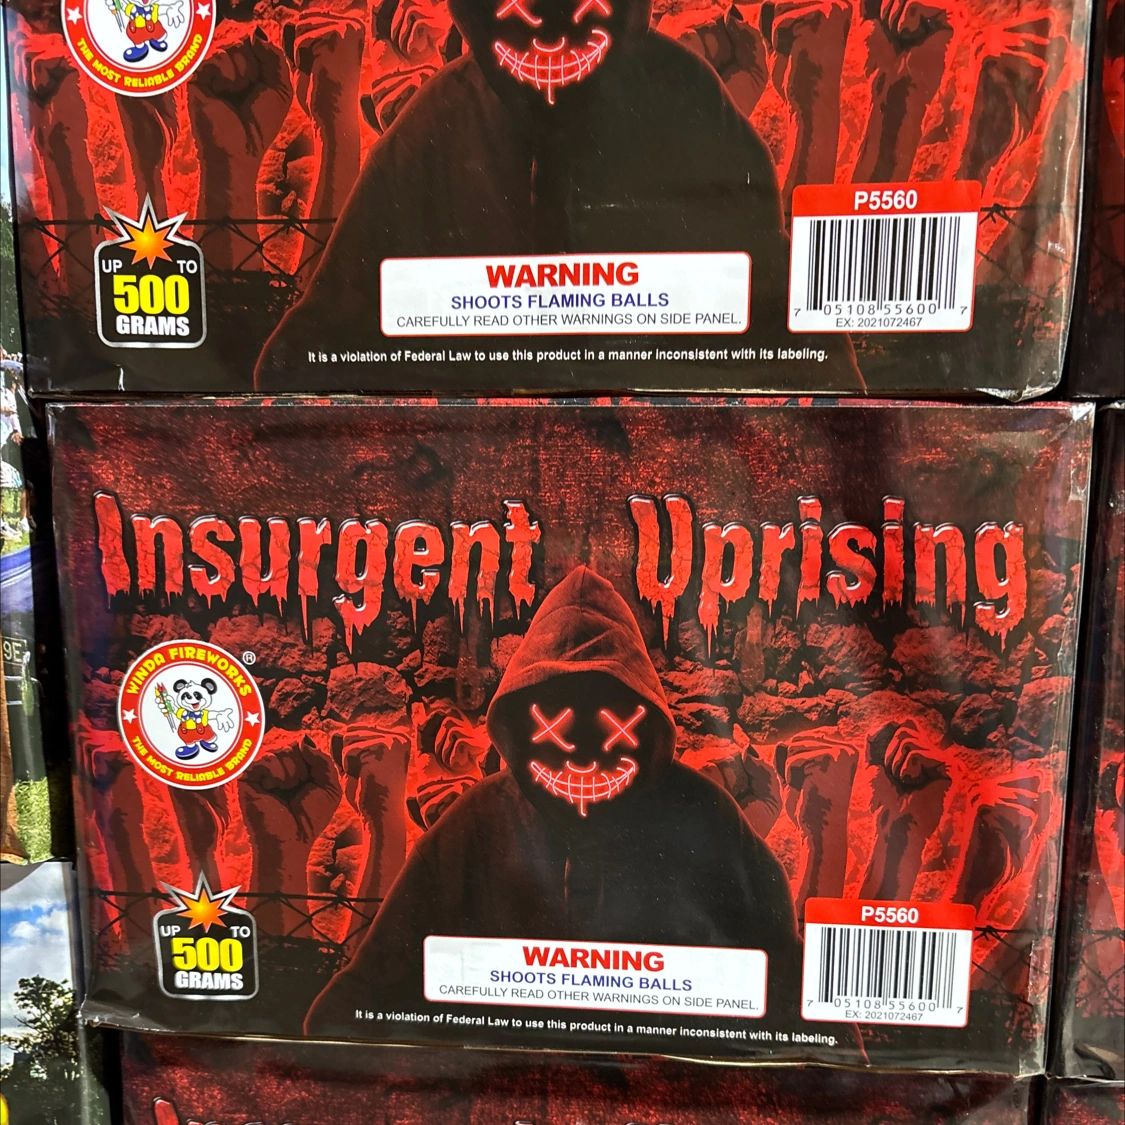 THE MOST RELIABLE BRAND
P5560
UP TO
500
GRAMS
WARNING
SHOOTS FLAMING BALLS
CAREFULLY READ OTHER WARNINGS ON SIDE PANEL.
7 05108 55600 7
EX: 2021072467
It is a violation of Federal Law to use this product in a manner inconsistent with its labeling.
Insurgent Uprising
WINDA FIREWORKS ®
THE MOST RELIABLE BRAND
9E
P5560
UP TO
500
GRAMS
WARNING
SHOOTS FLAMING BALLS
CAREFULLY READ OTHER WARNINGS ON SIDE PANEL.
7 05108 55600 7
EX: 2021072467
It is a violation of Federal Law to use this product in a manner inconsistent with its labeling.